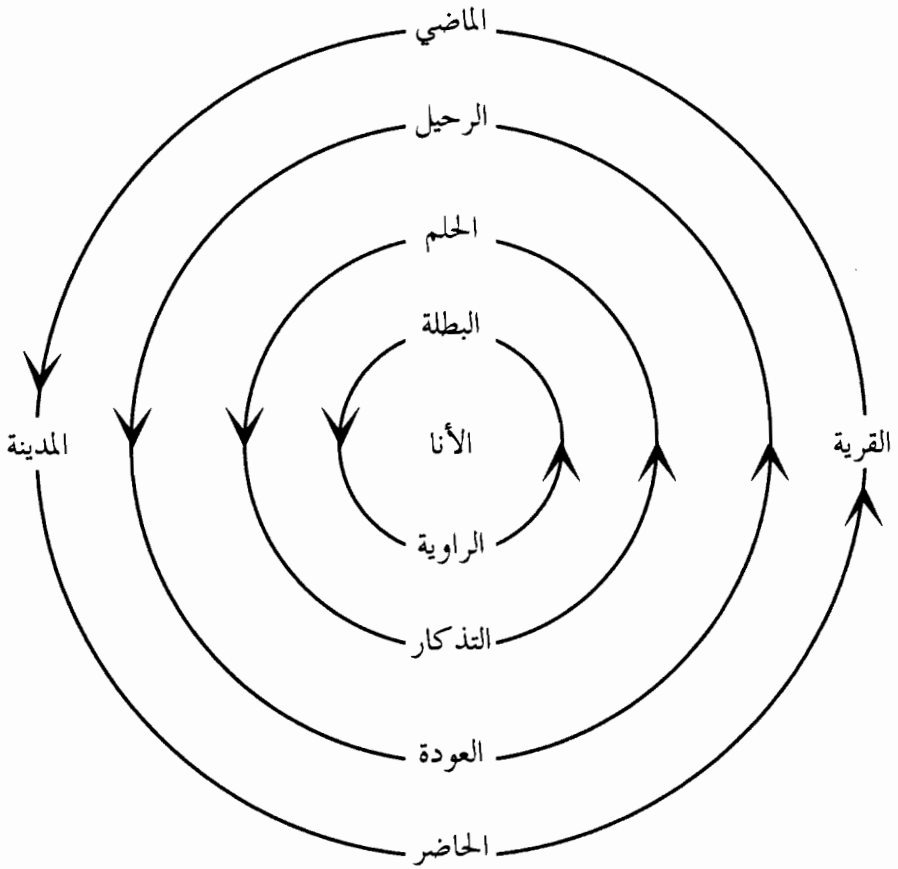 الماضي
الرحيل
الحلم
البطلة
القرية
الأنا
المدينة
الراوية
التذكار
العودة
الحاضر